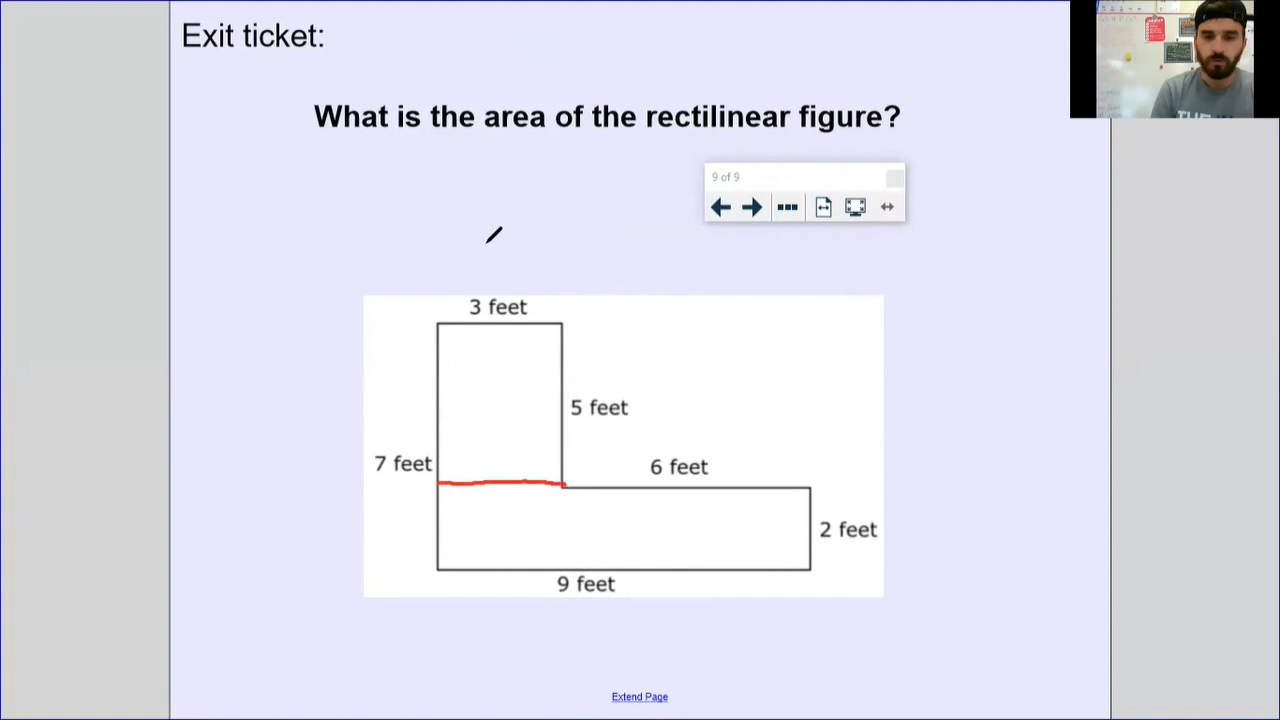 Exit ticket:
What is the area of the rectilinear figure?
9 of 9
3 feet
5 feet
7 feet
6 feet
2 feet
9 feet
Extend Page